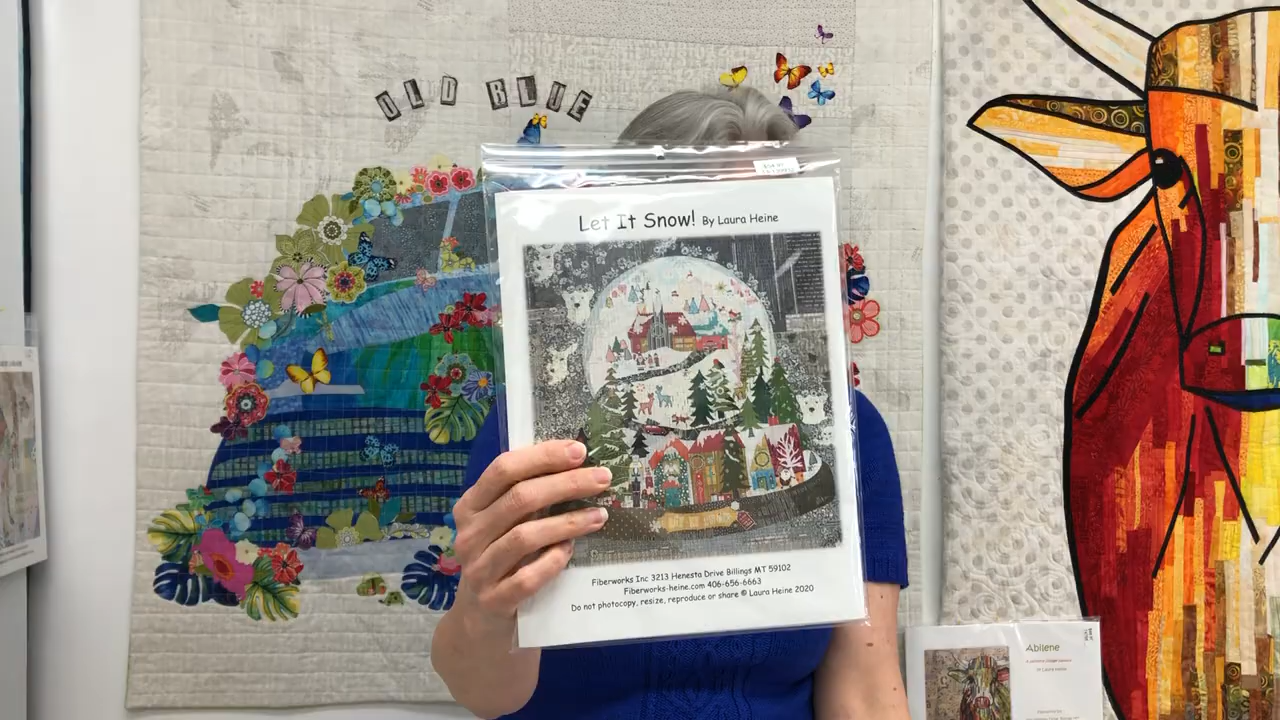 OLD BLUE
Let It Snow! By Laura Heine
Fiberworks Inc 3213 Henesta Drive Billings MT 59102
Fiberworks-heine.com 406-656-6663
Do not photocopy, resize, reproduce or share © Laura Heine 2020
Abilene